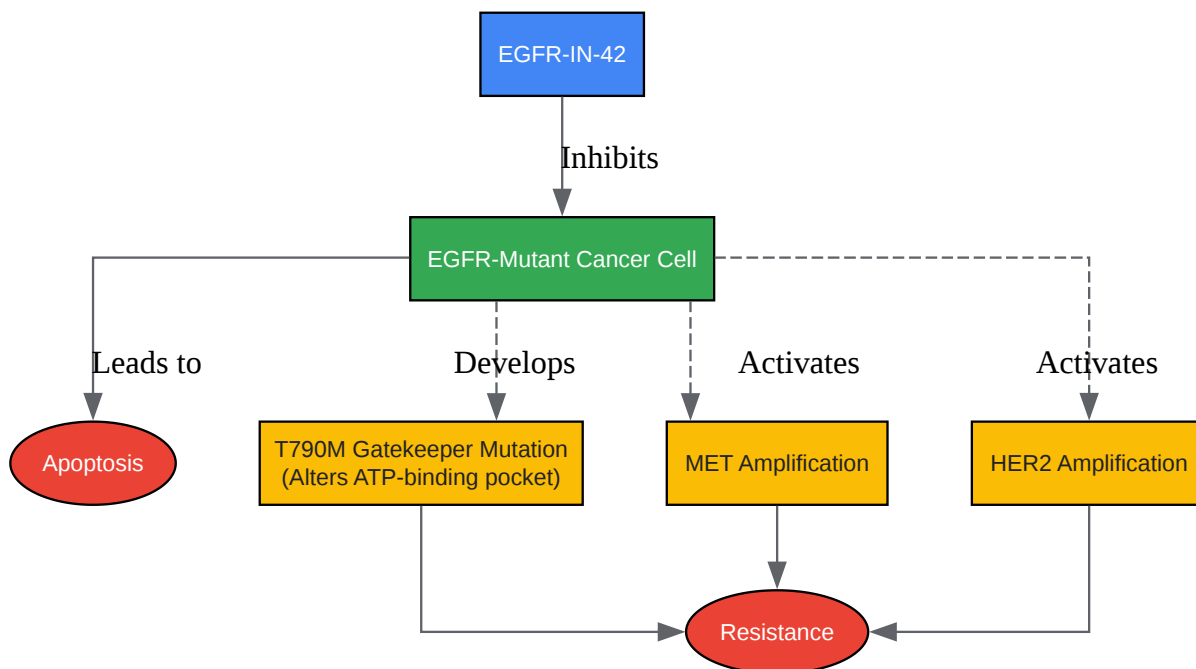 EGFR-IN-42
Inhibits
EGFR-Mutant Cancer Cell
Leads to
Develops
Activates
Activates
Apoptosis
T790M Gatekeeper Mutation
(Alters ATP-binding pocket)
MET Amplification
HER2 Amplification
Resistance